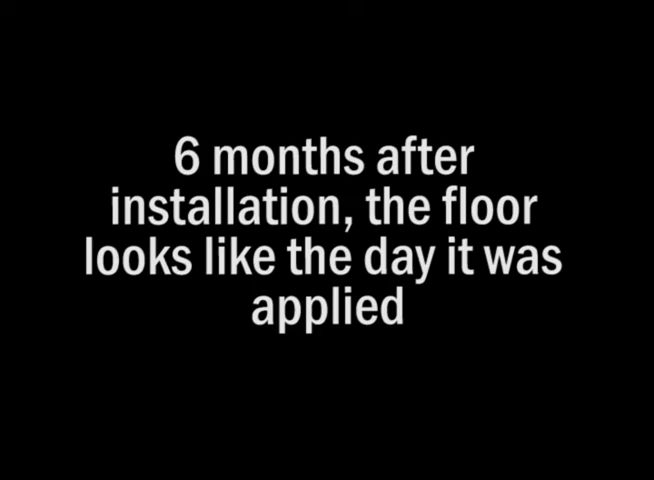 6 months after
installation, the floor
looks like the day it was
applied